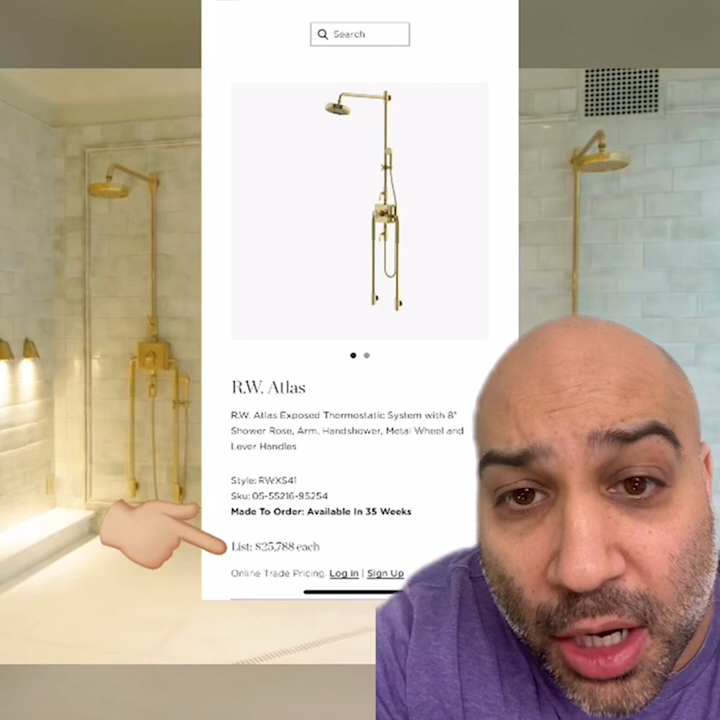 Search
R.W. Atlas
R.W. Atlas Exposed Thermostatic System with 8"
Shower Rose, Arm, Handshower, Metal Wheel and
Lever Handles
Style: RWXS41
Sku: 05-55216-95254
Made To Order: Available In 35 Weeks
List: $25,788 each
Online Trade Pricing Log In | Sign Up